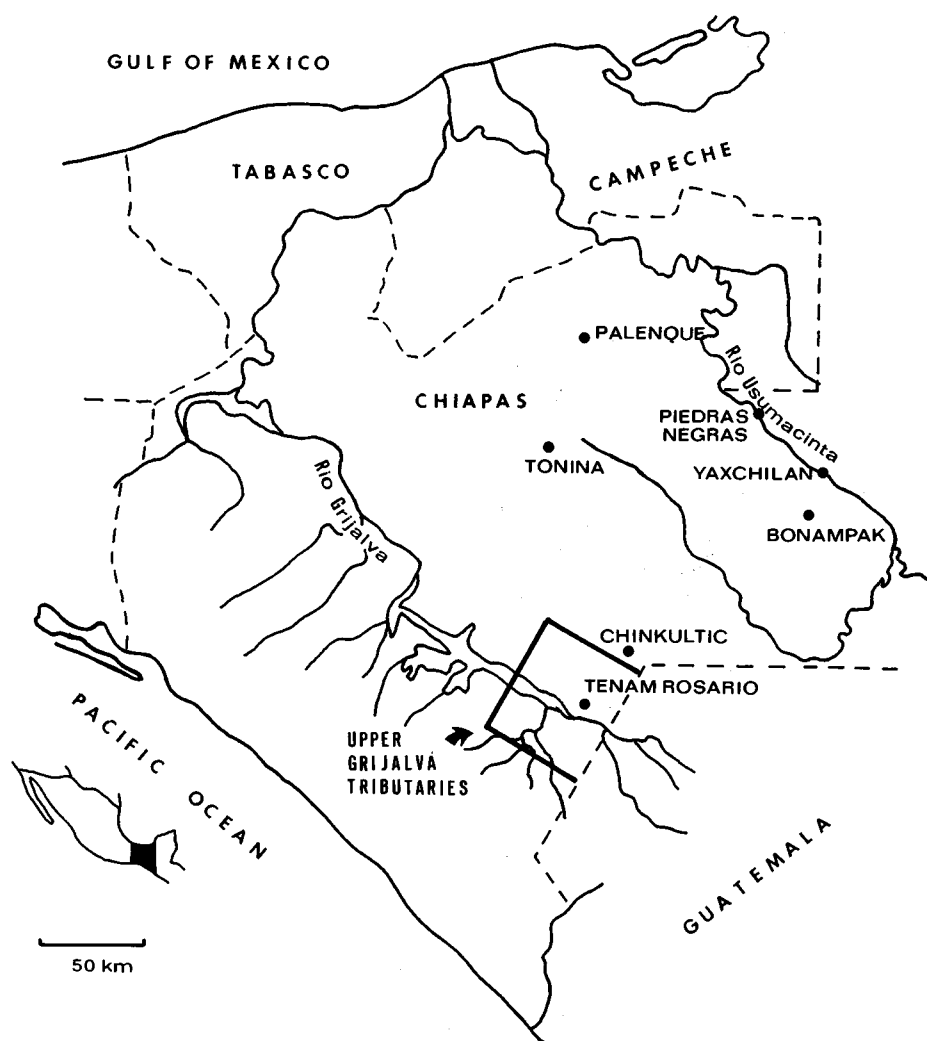 GULF OF MEXICO
TABASCO
CAMPECHE
PALENQUE
CHIAPAS
Rio Usumacinta
PIEDRAS
NEGRAS
TONINA
YAXCHILAN
Rio Grijalva
BONAMPAK
CHINKULTIC
TENAM ROSARIO
PACIFIC OCEAN
UPPER
GRIJALVA
TRIBUTARIES
GUATEMALA
50 km